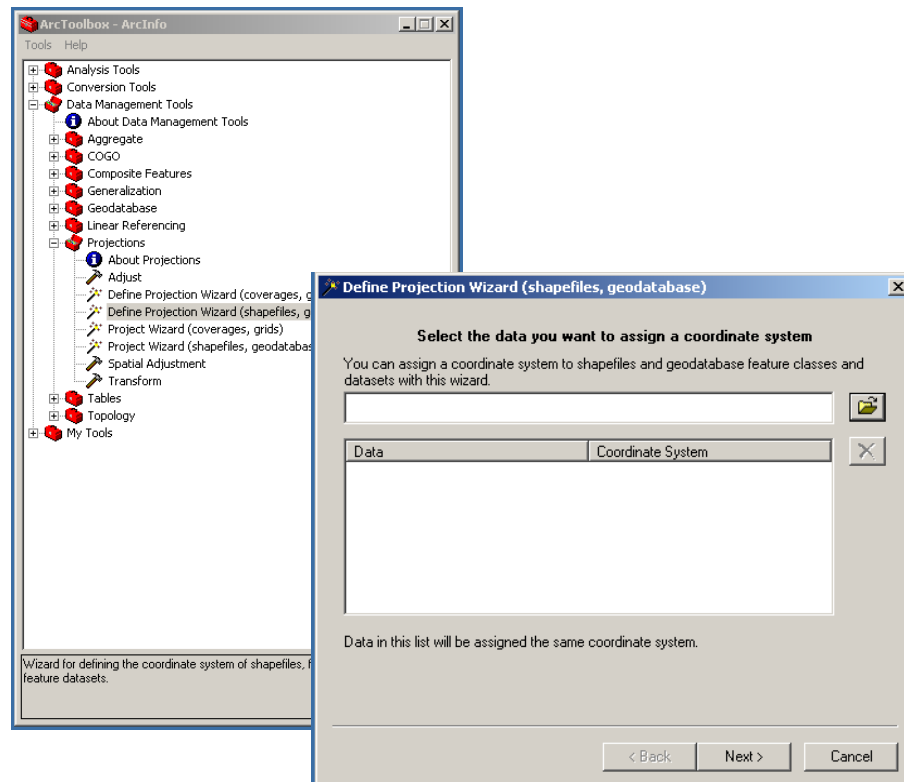 ArcToolbox - ArcInfo
Tools Help
Analysis Tools
Conversion Tools
Data Management Tools
About Data Management Tools
Aggregate
COGO
Composite Features
Generalization
Geodatabase
Linear Referencing
Projections
About Projections
Adjust
Define Projection Wizard (coverages, g
Define Projection Wizard (shapefiles, g
Project Wizard (coverages, grids)
Project Wizard (shapefiles, geodatabas
Spatial Adjustment
Transform
Tables
Topology
My Tools
Wizard for defining the coordinate system of shapefiles, f
feature datasets.
Define Projection Wizard (shapefiles, geodatabase)
Select the data you want to assign a coordinate system
You can assign a coordinate system to shapefiles and geodatabase feature classes and
datasets with this wizard.
Data Coordinate System
Data in this list will be assigned the same coordinate system.
< Back Next > Cancel